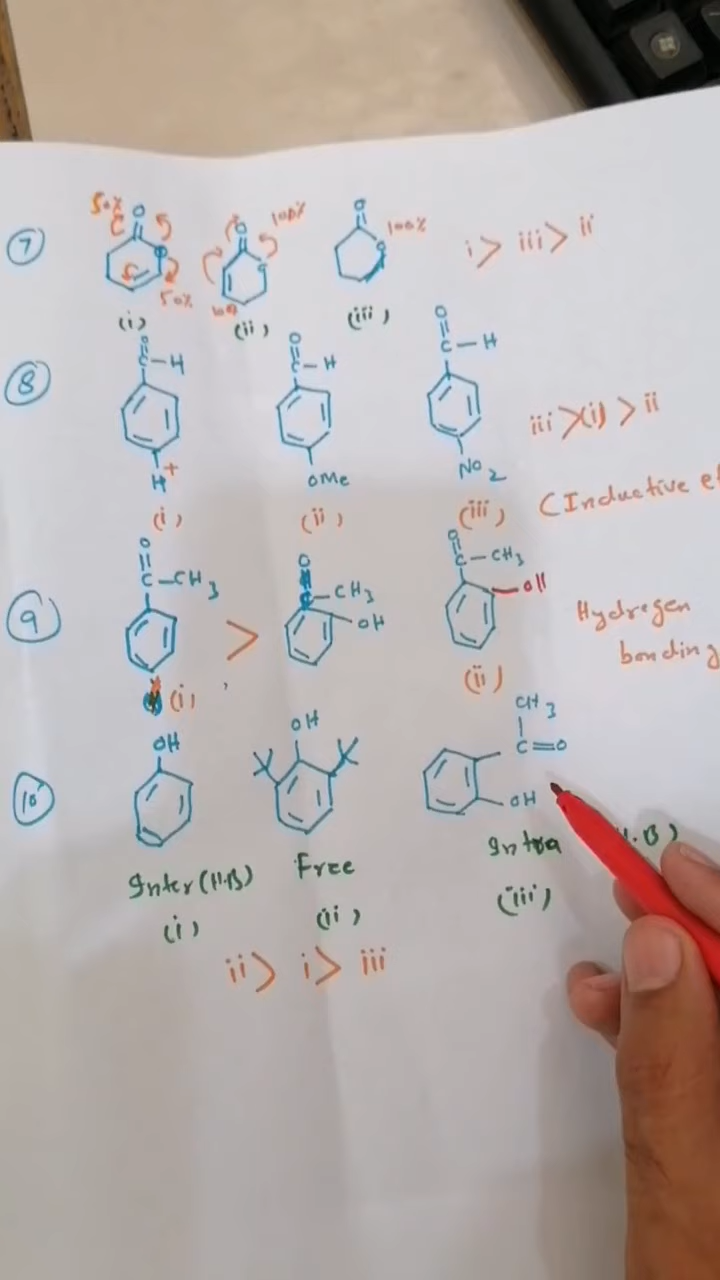 7
50% O O 50%
(i)
O 100% O
(ii)
O 100% O
(iii)
i > iii > ii
8
O C-H H+
(i)
O C-H OMe
(ii)
O C-H NO2
(iii)
iii > (i) > ii
(Inductive ef
9
O C-CH3
(i)
>
O C-CH3 OH
O C-CH3 OH
(ii)
Hydrogen
bonding
10
OH
Inter(H.B)
(i)
OH
Free
(ii)
CH3
C=O
OH
Intra H.B)
(iii)
ii > i > iii